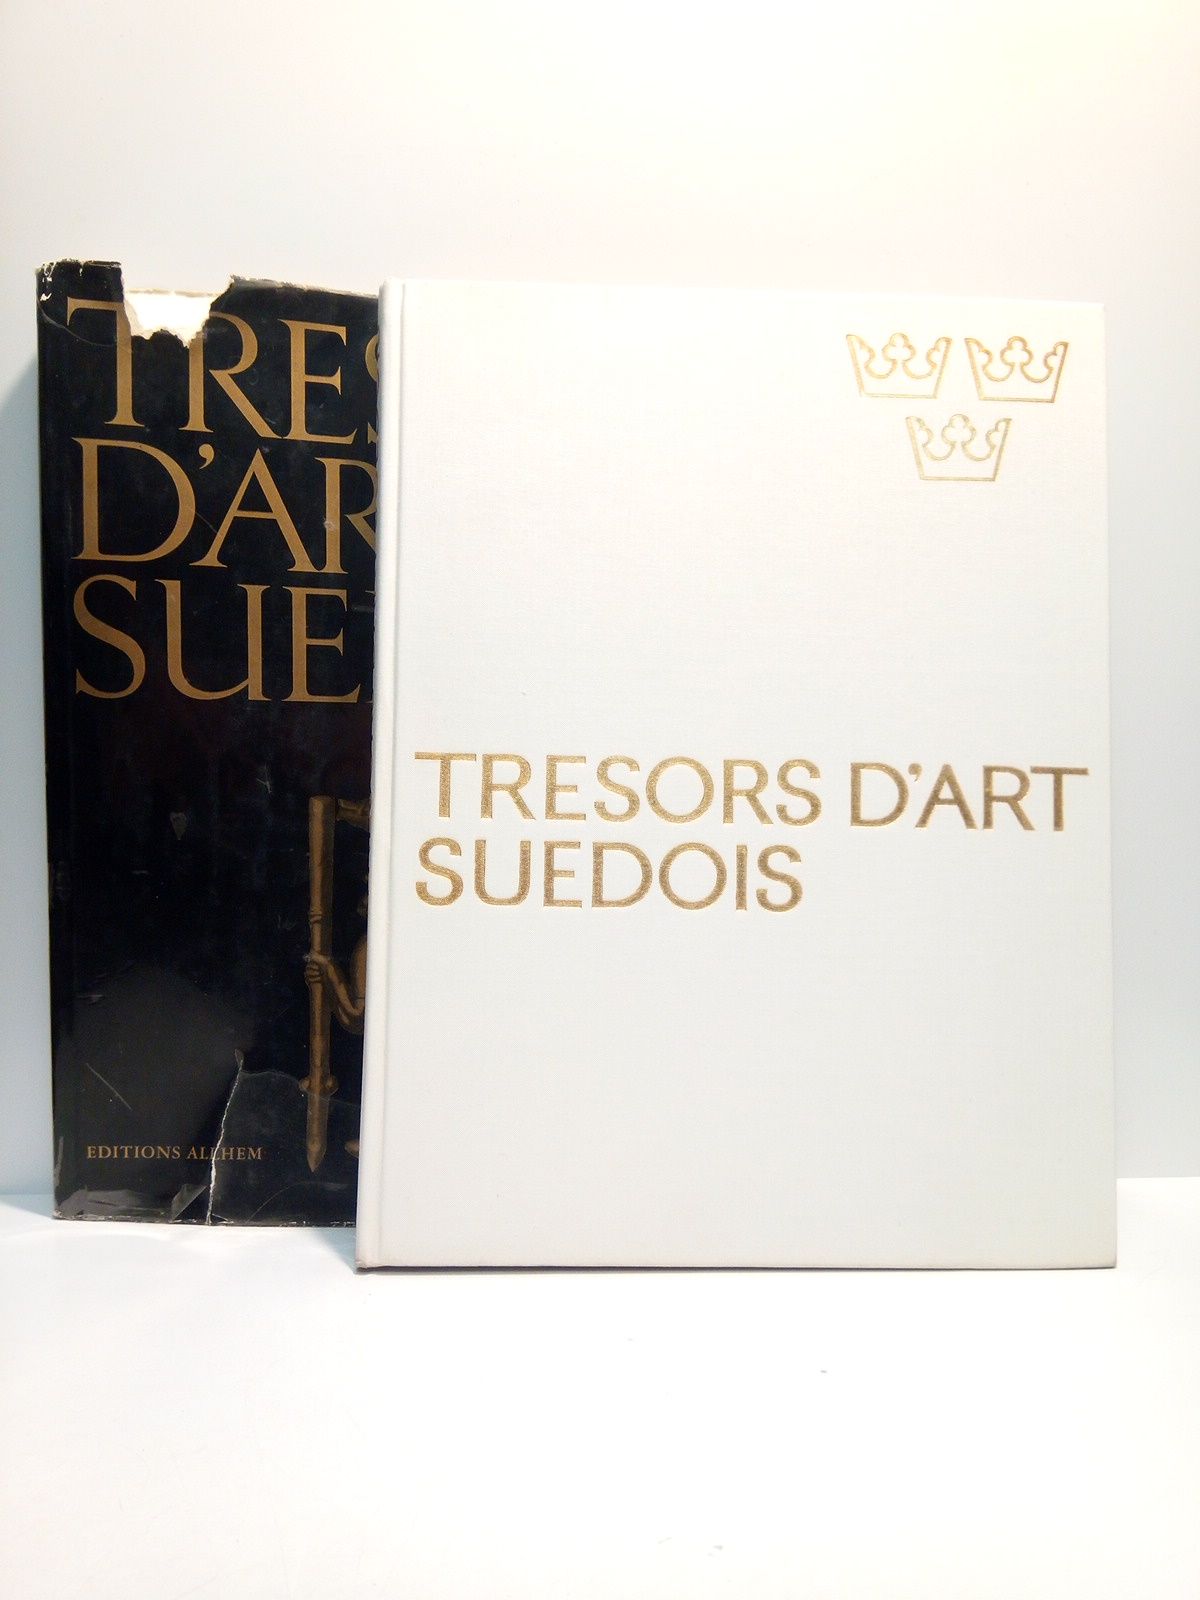 TRES
D'AR
SUE
EDITIONS ALLHEM
TRESORS D'ART
SUEDOIS